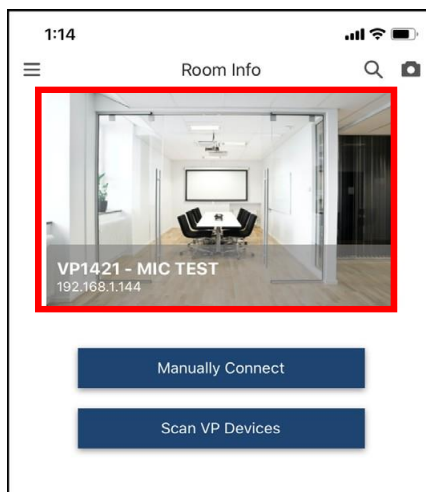 1:14
Room Info
VP1421 - MIC TEST
192.168.1.144
Manually Connect
Scan VP Devices